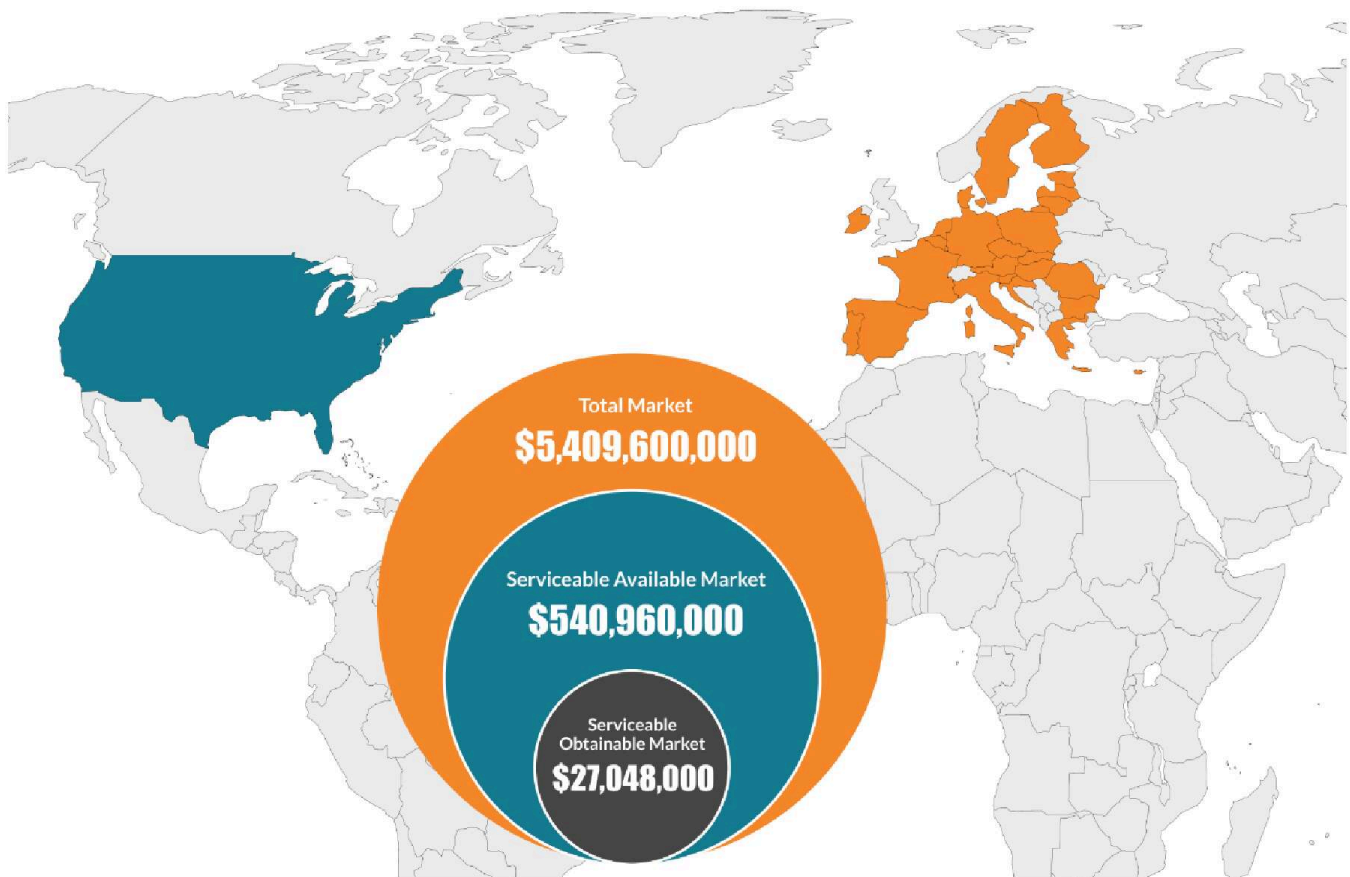 Total Market
$5,409,600,000
Serviceable Available Market
$540,960,000
Serviceable
Obtainable Market
$27,048,000